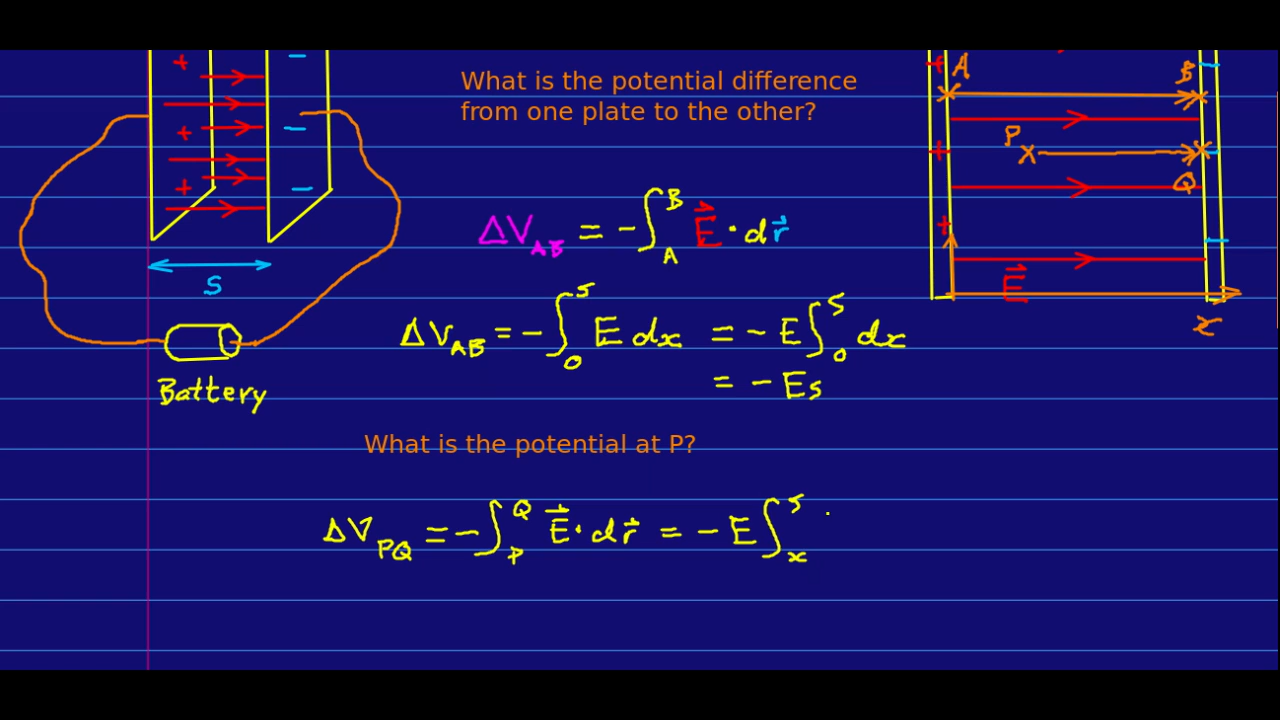 What is the potential difference
from one plate to the other?
+ + + − − −
S
Battery
A B
P Q
+ + + − − −
E⃗
x
ΔV_AB = − ∫_A^B E⃗ · dr⃗
ΔV_AB = − ∫_0^s E dx = − E ∫_0^s dx
= − Es
What is the potential at P?
ΔV_PQ = − ∫_P^Q E⃗ · dr⃗ = − E ∫_x^s